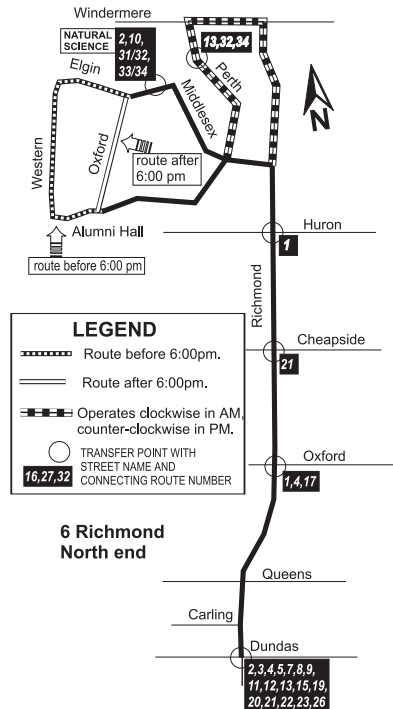 Windermere
NATURAL
SCIENCE
2,10,
31/32,
33/34
13,32,34
Elgin
Perth
Middlesex
N
Western
Oxford
route after
6:00 pm
Alumni Hall
route before 6:00 pm
Huron
1
Richmond
LEGEND
Route before 6:00pm.
Route after 6:00pm.
Operates clockwise in AM,
counter-clockwise in PM.
TRANSFER POINT WITH
STREET NAME AND
CONNECTING ROUTE NUMBER
16,27,32
Cheapside
21
Oxford
1,4,17
6 Richmond
North end
Queens
Carling
Dundas
2,3,4,5,7,8,9,
11,12,13,15,19,
20,21,22,23,26